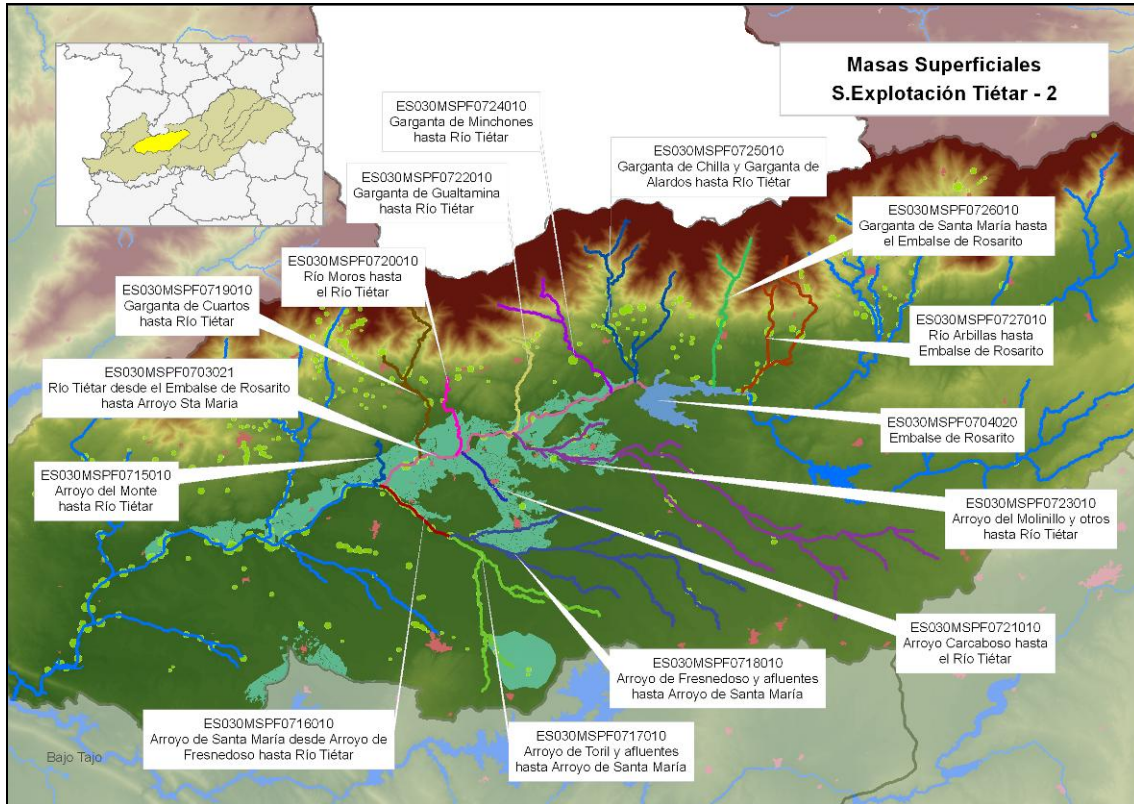 Masas Superficiales
S.Explotación Tiétar - 2
ES030MSPF0724010
Garganta de Minchones
hasta Río Tiétar
ES030MSPF0725010
Garganta de Chilla y Garganta de
Alardos hasta Río Tiétar
ES030MSPF0722010
Garganta de Gualtamina
hasta Río Tiétar
ES030MSPF0726010
Garganta de Santa María hasta
el Embalse de Rosarito
ES030MSPF0720010
Río Moros hasta
el Río Tiétar
ES030MSPF0719010
Garganta de Cuartos
hasta Río Tiétar
ES030MSPF0727010
Río Arbillas hasta
Embalse de Rosarito
ES030MSPF0703021
Río Tiétar desde el Embalse de Rosarito
hasta Arroyo Sta Maria
ES030MSPF0704020
Embalse de Rosarito
ES030MSPF0715010
Arroyo del Monte
hasta Río Tiétar
ES030MSPF0723010
Arroyo del Molinillo y otros
hasta Río Tiétar
ES030MSPF0721010
Arroyo Carcaboso hasta
el Río Tiétar
ES030MSPF0718010
Arroyo de Fresnedoso y afluentes
hasta Arroyo de Santa María
ES030MSPF0716010
Arroyo de Santa María desde Arroyo de
Fresnedoso hasta Río Tiétar
ES030MSPF0717010
Arroyo de Toril y afluentes
hasta Arroyo de Santa María
Bajo Tajo